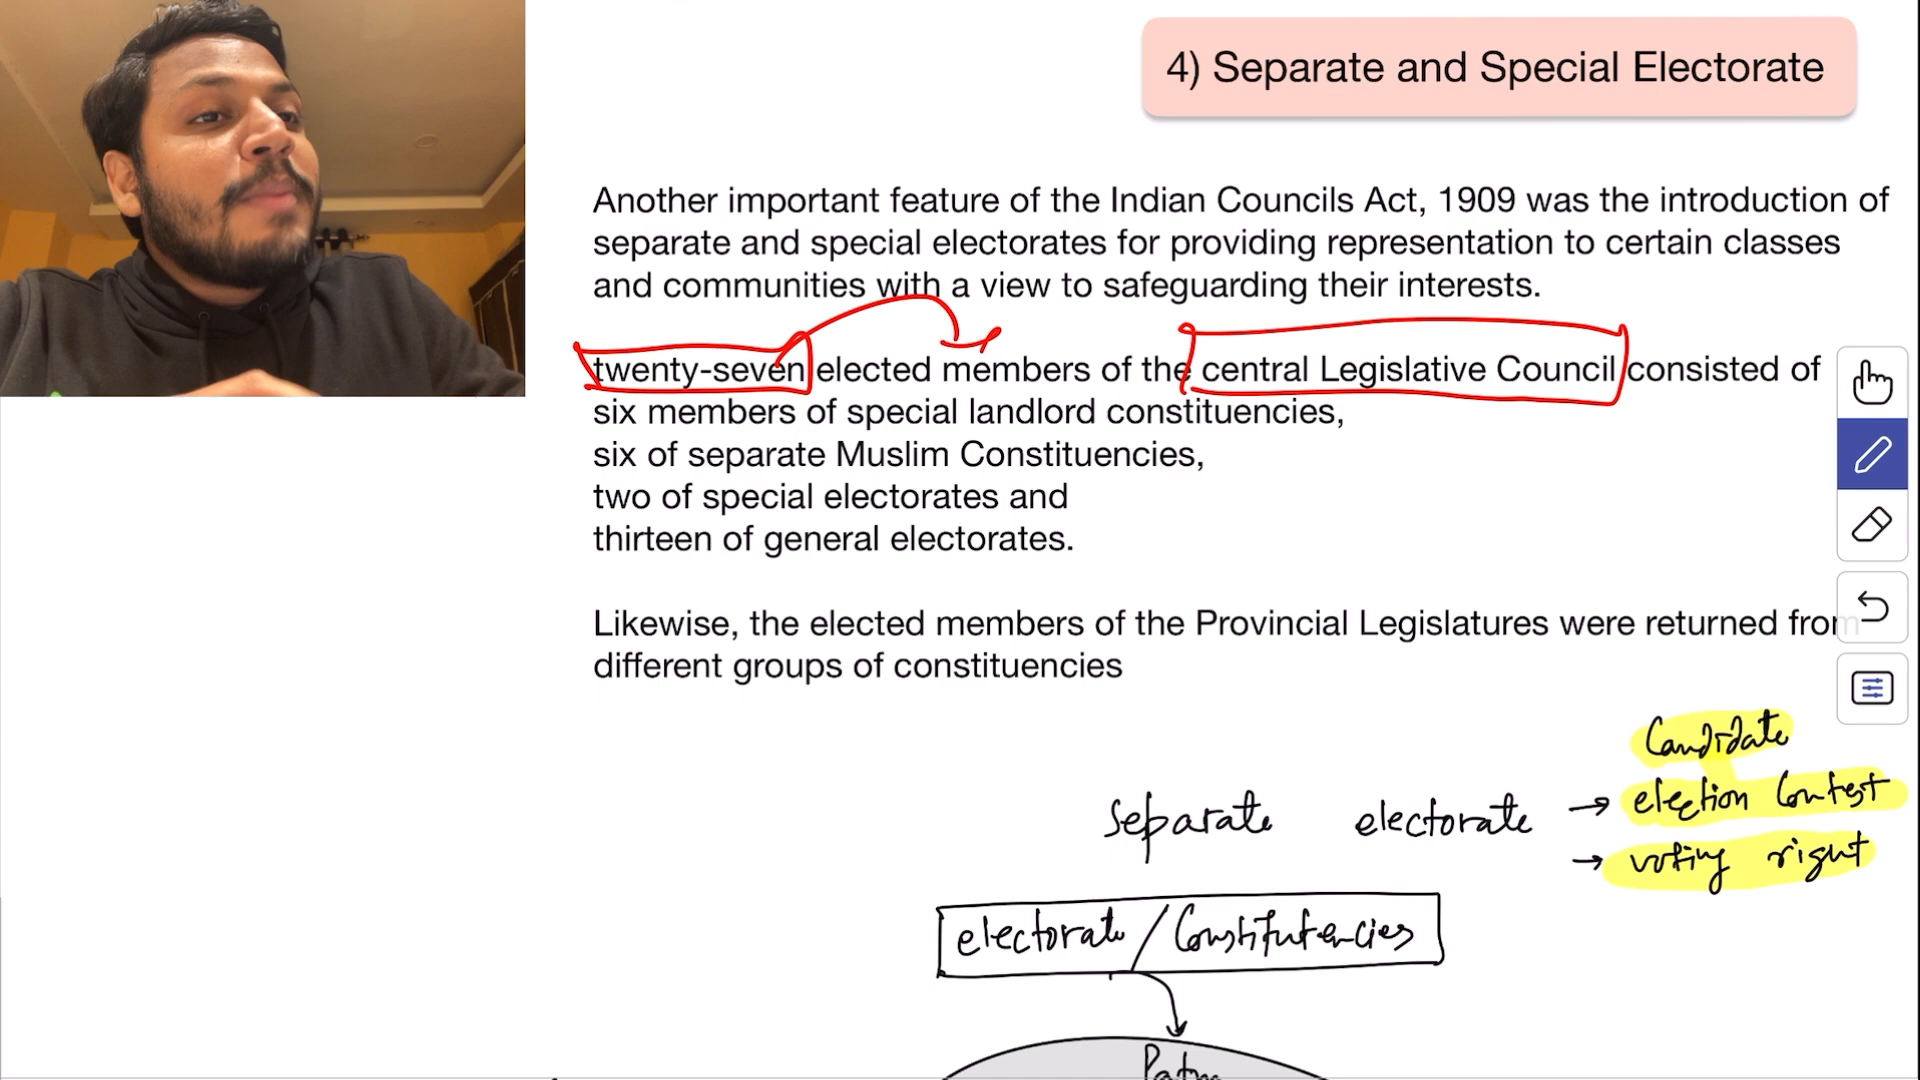 4) Separate and Special Electorate
Another important feature of the Indian Councils Act, 1909 was the introduction of
separate and special electorates for providing representation to certain classes
and communities with a view to safeguarding their interests.
twenty-seven elected members of the central Legislative Council consisted of
six members of special landlord constituencies,
six of separate Muslim Constituencies,
two of special electorates and
thirteen of general electorates.
Likewise, the elected members of the Provincial Legislatures were returned from
different groups of constituencies
Candidate
separate electorate → election Contest
→ voting right
electorate / Constitutencies